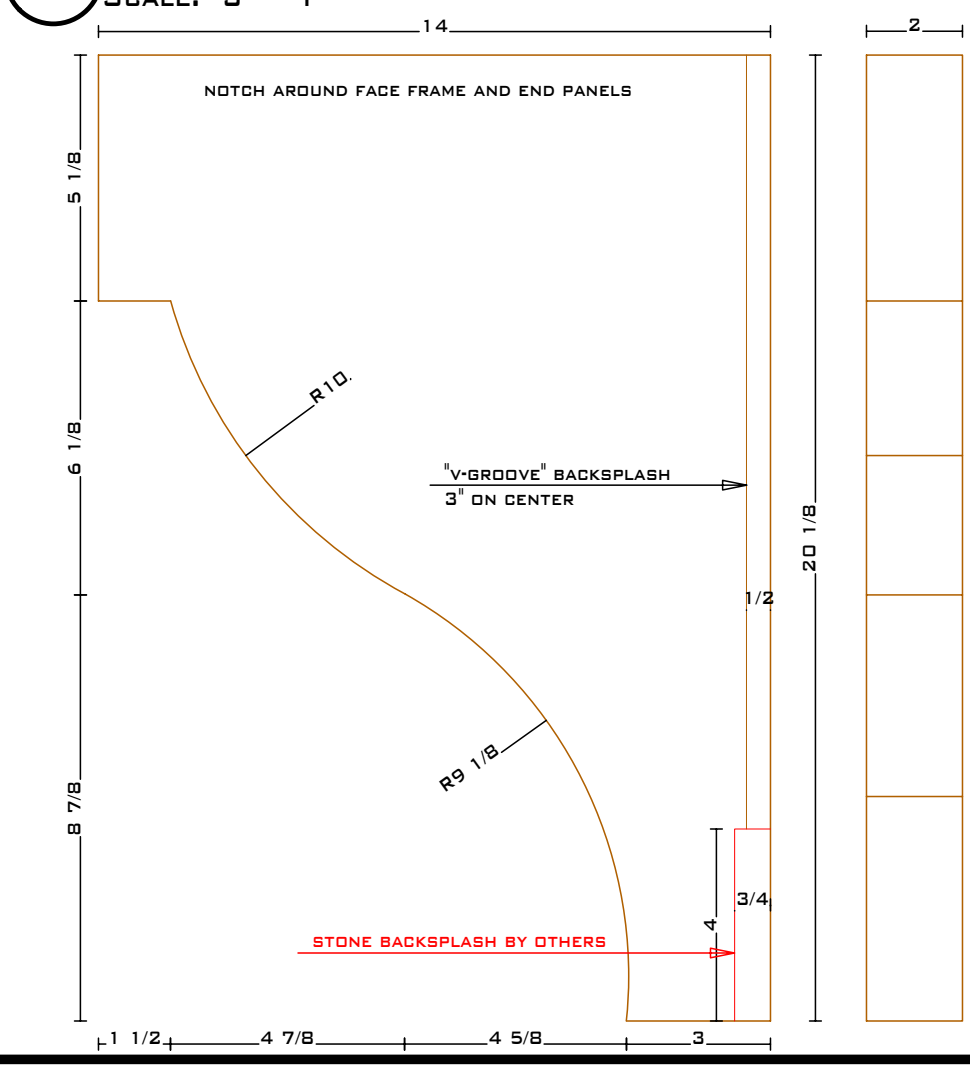 14
2
NOTCH AROUND FACE FRAME AND END PANELS
5 1/8
R10.
6 1/8
"V-GROOVE" BACKSPLASH
3" ON CENTER
20 1/8
1/2
R9 1/8
8 7/8
3/4
4
STONE BACKSPLASH BY OTHERS
1 1/2
4 7/8
4 5/8
3